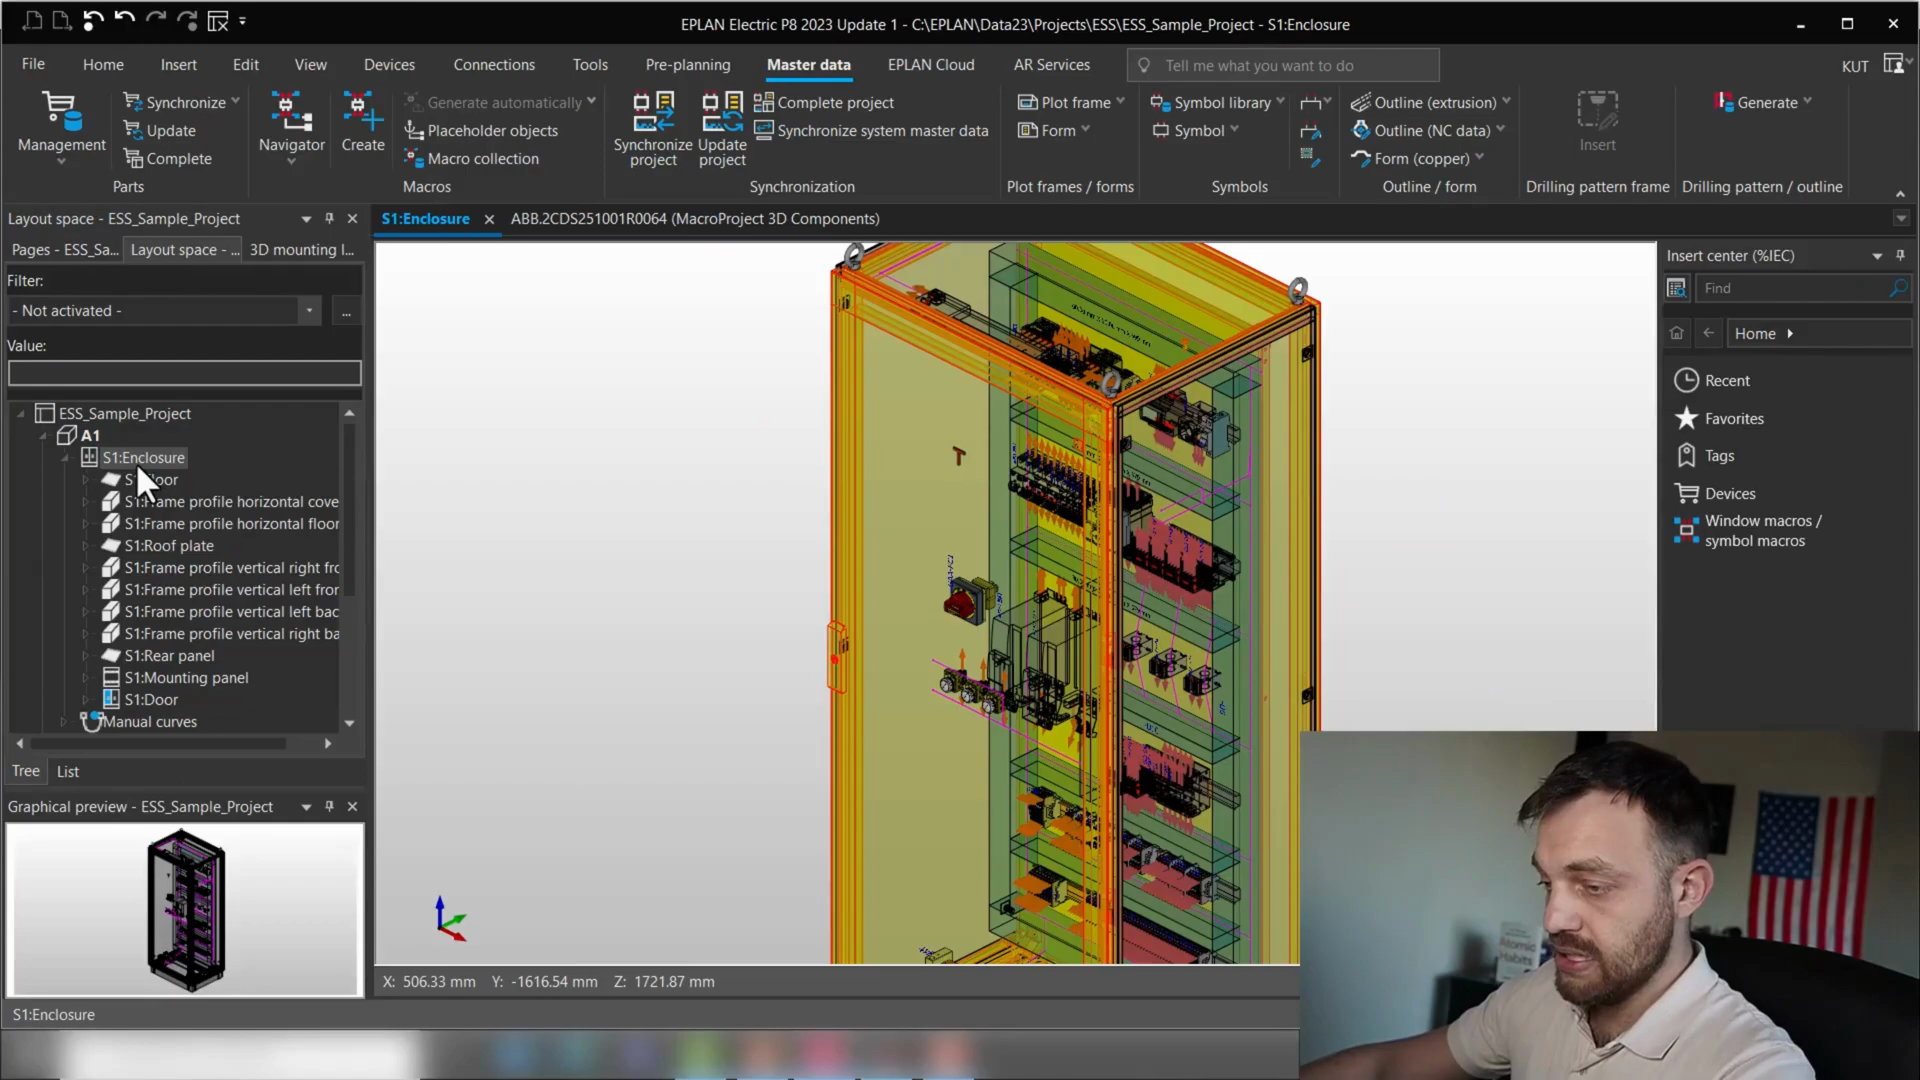 EPLAN Electric P8 2023 Update 1 - C:\EPLAN\Data23\Projects\ESS\ESS_Sample_Project - S1:Enclosure
File Home Insert Edit View Devices Connections Tools Pre-planning Master data EPLAN Cloud AR Services Tell me what you want to do KUT
Management
Synchronize
Update
Complete
Parts
Navigator
Create
Generate automatically
Placeholder objects
Macro collection
Macros
Synchronize project
Update project
Complete project
Synchronize system master data
Synchronization
Plot frame
Form
Plot frames / forms
Symbol library
Symbol
Symbols
Outline (extrusion)
Outline (NC data)
Form (copper)
Outline / form
Insert
Drilling pattern frame
Generate
Drilling pattern / outline
Layout space - ESS_Sample_Project
Pages - ESS_Sa... Layout space - ... 3D mounting l...
Filter:
- Not activated -
...
Value:
ESS_Sample_Project
A1
S1:Enclosure
S1:Frame profile horizontal cove
S1:Frame profile horizontal floor
S1:Roof plate
S1:Frame profile vertical right fro
S1:Frame profile vertical left fror
S1:Frame profile vertical left bac
S1:Frame profile vertical right ba
S1:Rear panel
S1:Mounting panel
S1:Door
Manual curves
Tree List
Graphical preview - ESS_Sample_Project
S1:Enclosure
S1:Enclosure ABB.2CDS251001R0064 (MacroProject 3D Components)
X: 506.33 mm Y: -1616.54 mm Z: 1721.87 mm
Insert center (%IEC)
Find
Home
Recent
Favorites
Tags
Devices
Window macros /
symbol macros
Atomic
Habits